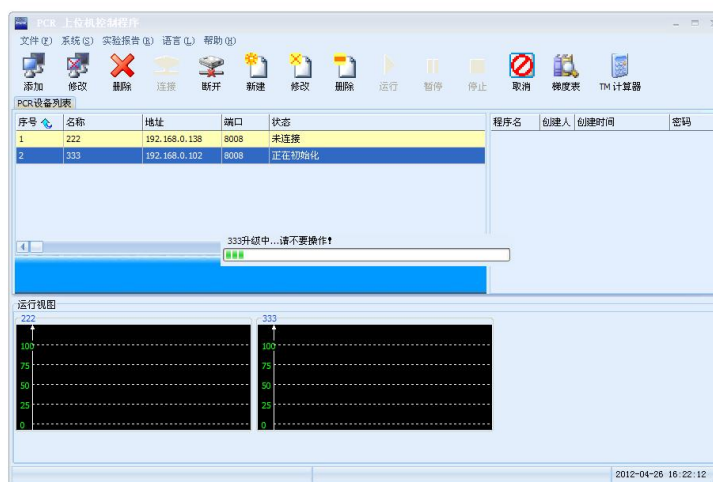 PCR 上位机控制程序
文件(F) 系统(S) 实验报告(R) 语言(L) 帮助(H)
添加 修改 删除 连接 断开 新建 修改 删除 运行 暂停 停止 取消 梯度表 TM计算器
PCR设备列表
序号 名称 地址 端口 状态 程序名 创建人 创建时间 密码
1 222 192.168.0.138 8008 未连接
2 333 192.168.0.102 8008 正在初始化
333升级中...请不要操作!
运行视图
222 333
100 100
75 75
50 50
25 25
0 0
2012-04-26 16:22:12